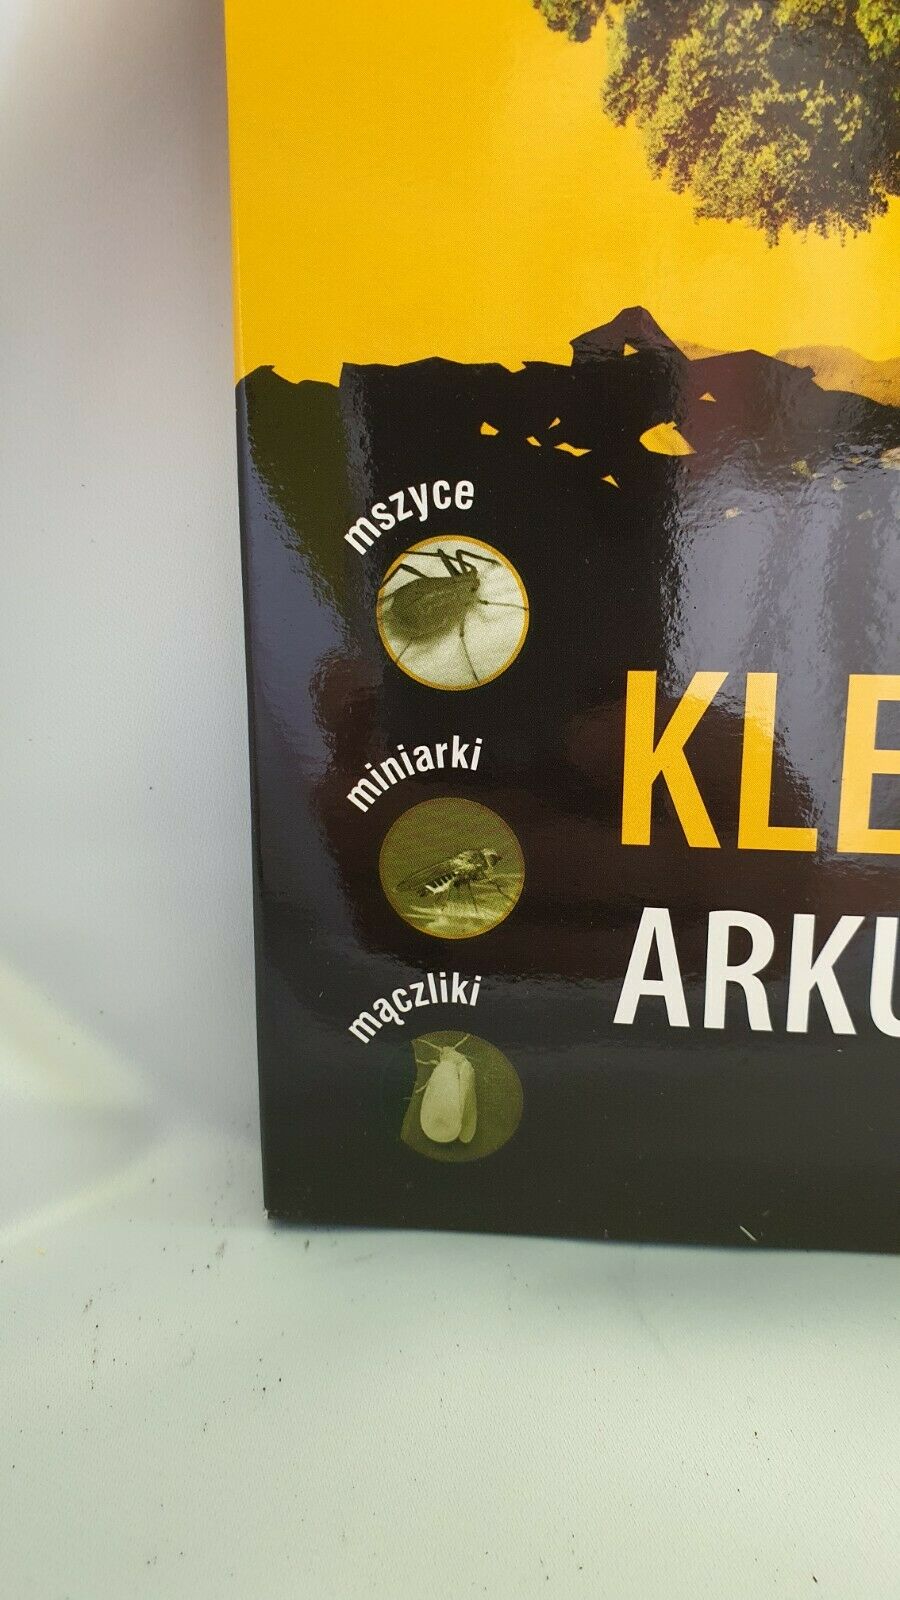 mszyce
miniarki
mączliki
KLE
ARKU